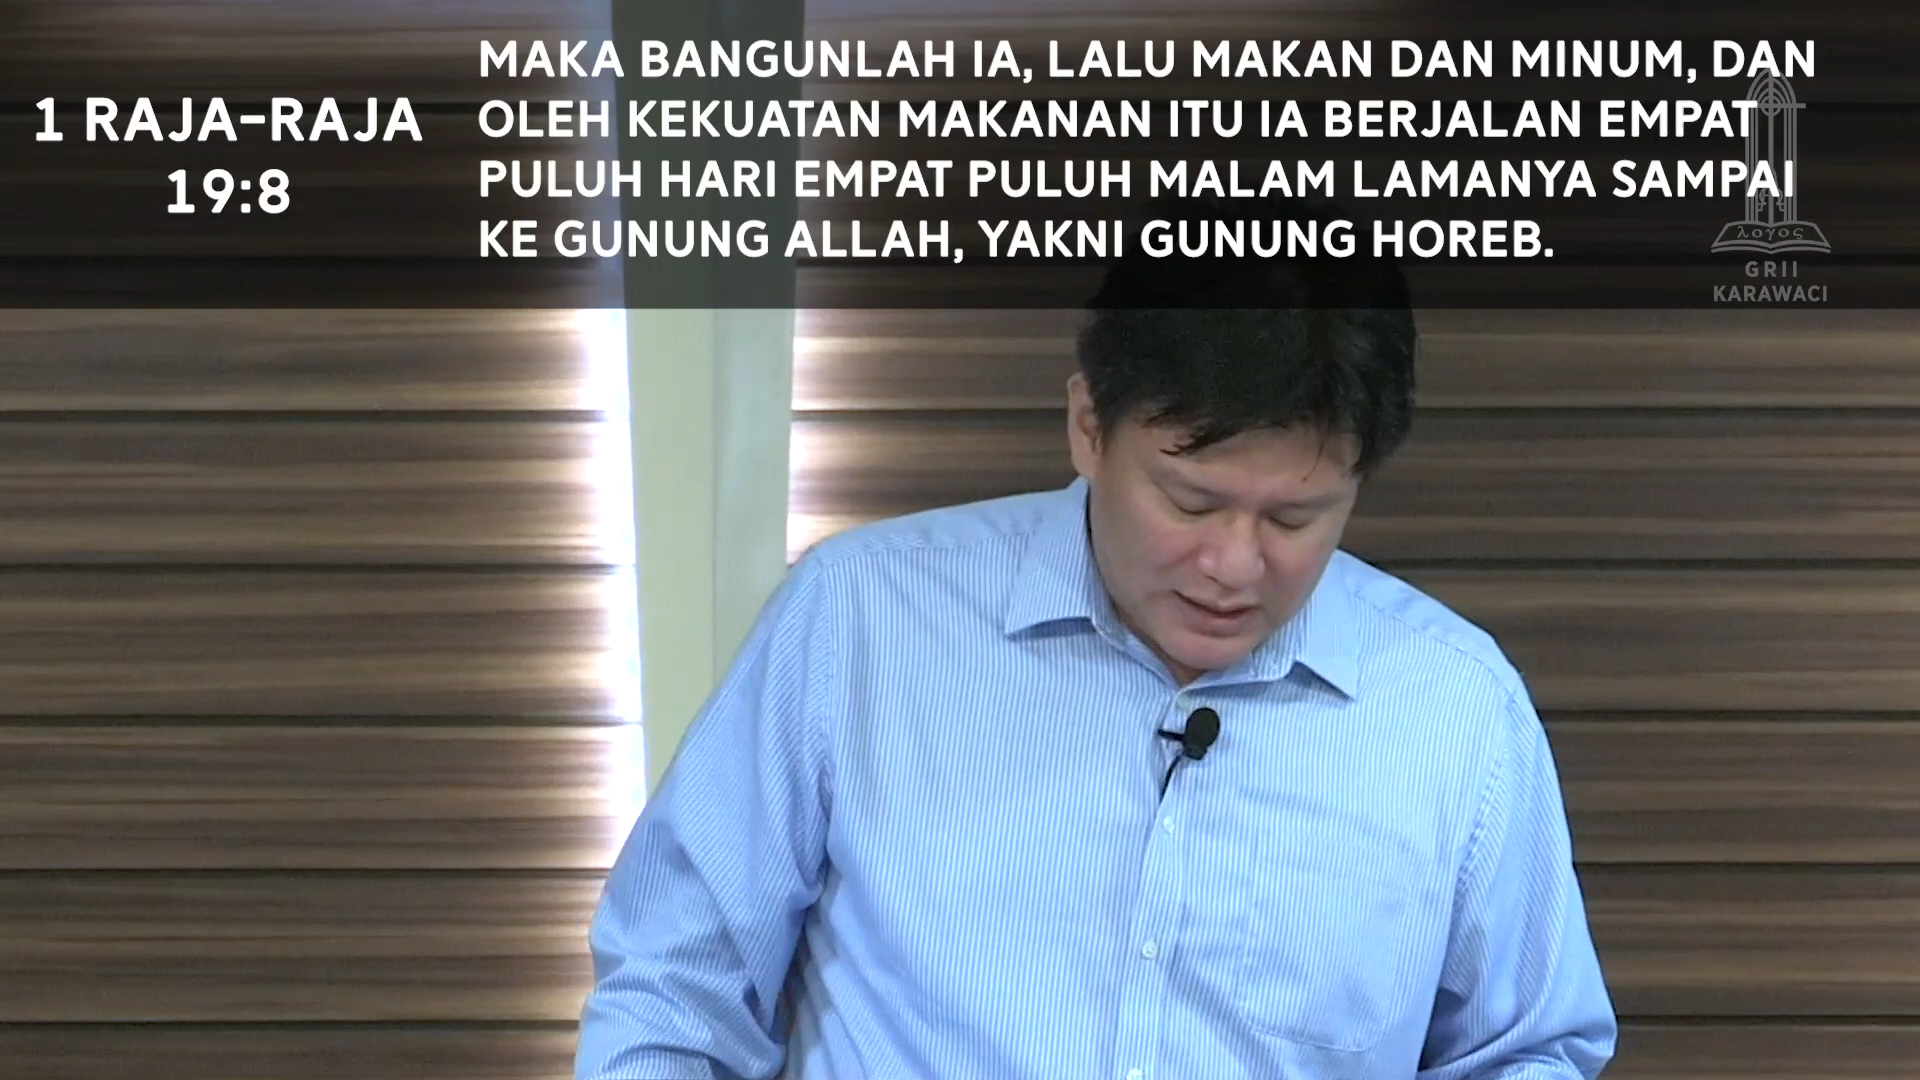 1 RAJA-RAJA
19:8
MAKA BANGUNLAH IA, LALU MAKAN DAN MINUM, DAN
OLEH KEKUATAN MAKANAN ITU IA BERJALAN EMPAT
PULUH HARI EMPAT PULUH MALAM LAMANYA SAMPAI
KE GUNUNG ALLAH, YAKNI GUNUNG HOREB.
λογος
GRII
KARAWACI